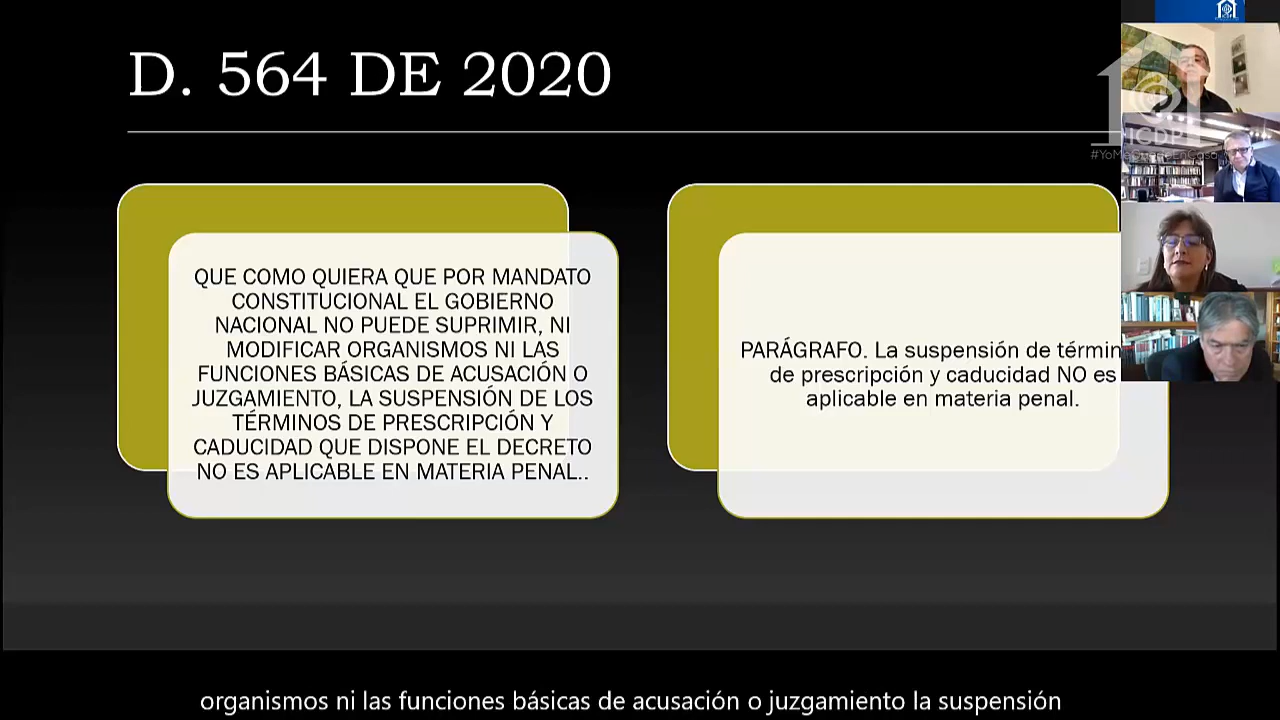 D. 564 DE 2020
QUE COMO QUIERA QUE POR MANDATO
CONSTITUCIONAL EL GOBIERNO
NACIONAL NO PUEDE SUPRIMIR, NI
MODIFICAR ORGANISMOS NI LAS
FUNCIONES BÁSICAS DE ACUSACIÓN O
JUZGAMIENTO, LA SUSPENSIÓN DE LOS
TÉRMINOS DE PRESCRIPCIÓN Y
CADUCIDAD QUE DISPONE EL DECRETO
NO ES APLICABLE EN MATERIA PENAL..
PARÁGRAFO. La suspensión de términ
de prescripción y caducidad NO es
aplicable en materia penal.
ICDP
#YoMeQuedoEnCasa
organismos ni las funciones básicas de acusación o juzgamiento la suspensión